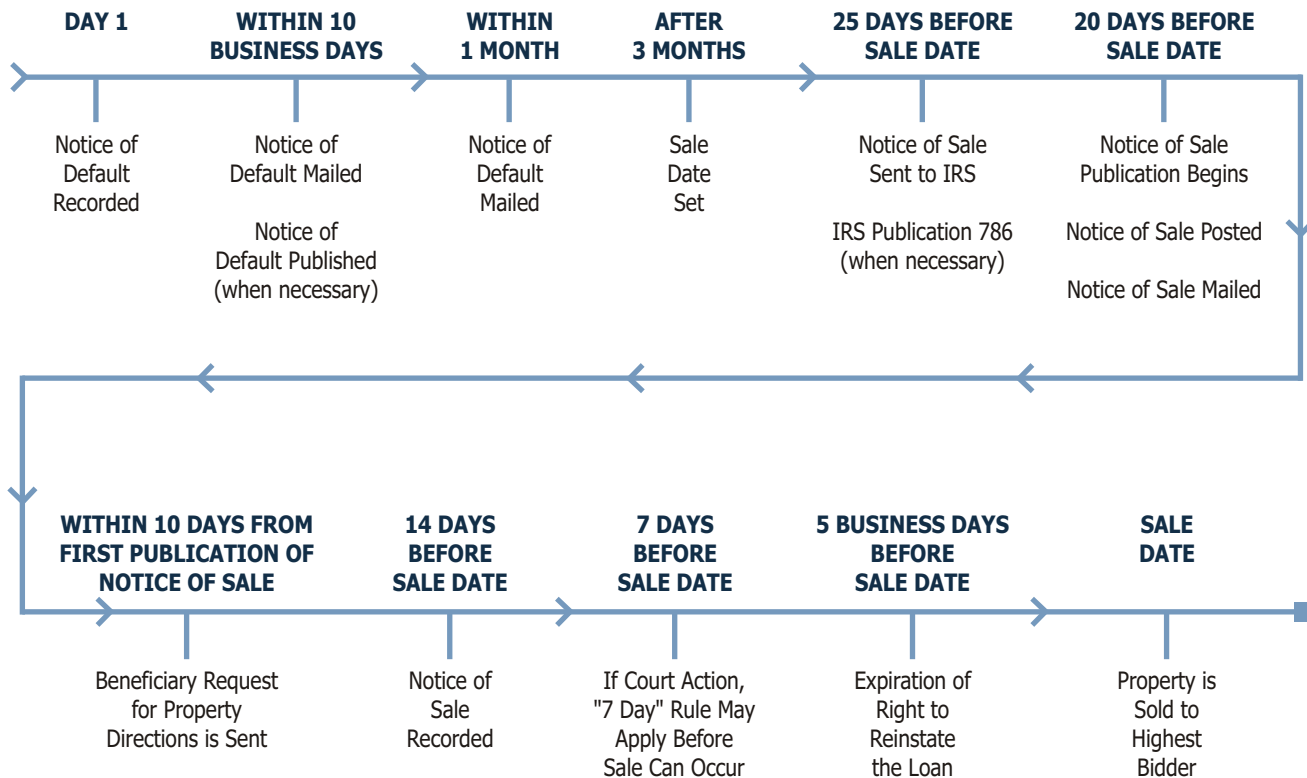 DAY 1
Notice of
Default
Recorded
WITHIN 10
BUSINESS DAYS
Notice of
Default Mailed
Notice of
Default Published
(when necessary)
WITHIN
1 MONTH
Notice of
Default
Mailed
AFTER
3 MONTHS
Sale
Date
Set
25 DAYS BEFORE
SALE DATE
Notice of Sale
Sent to IRS
IRS Publication 786
(when necessary)
20 DAYS BEFORE
SALE DATE
Notice of Sale
Publication Begins
Notice of Sale Posted
Notice of Sale Mailed
WITHIN 10 DAYS FROM
FIRST PUBLICATION OF
NOTICE OF SALE
Beneficiary Request
for Property
Directions is Sent
14 DAYS
BEFORE
SALE DATE
Notice of
Sale
Recorded
7 DAYS
BEFORE
SALE DATE
If Court Action,
"7 Day" Rule May
Apply Before
Sale Can Occur
5 BUSINESS DAYS
BEFORE
SALE DATE
Expiration of
Right to
Reinstate
the Loan
SALE
DATE
Property is
Sold to
Highest
Bidder